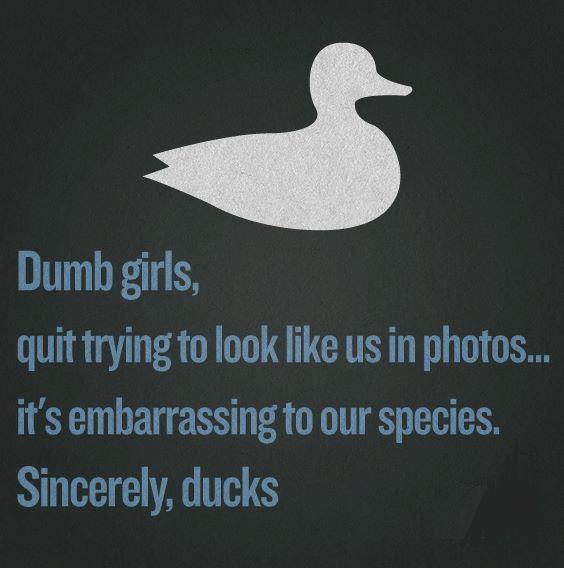 Dumb girls,
quit trying to look like us in photos...
it's embarrassing to our species.
Sincerely, ducks